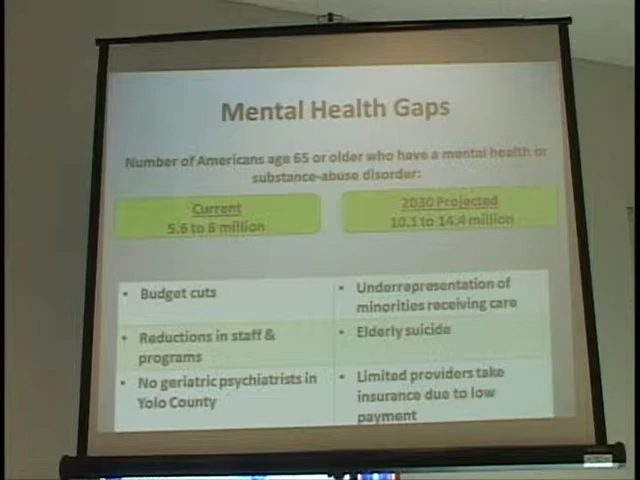 Mental Health Gaps
Number of Americans age 65 or older who have a mental health or
substance-abuse disorder:
Current
5.6 to 8 million
2030 Projected
10.1 to 14.4 million
• Budget cuts
• Reductions in staff &
programs
• No geriatric psychiatrists in
Yolo County
• Underrepresentation of
minorities receiving care
• Elderly suicide
• Limited providers take
insurance due to low
payment